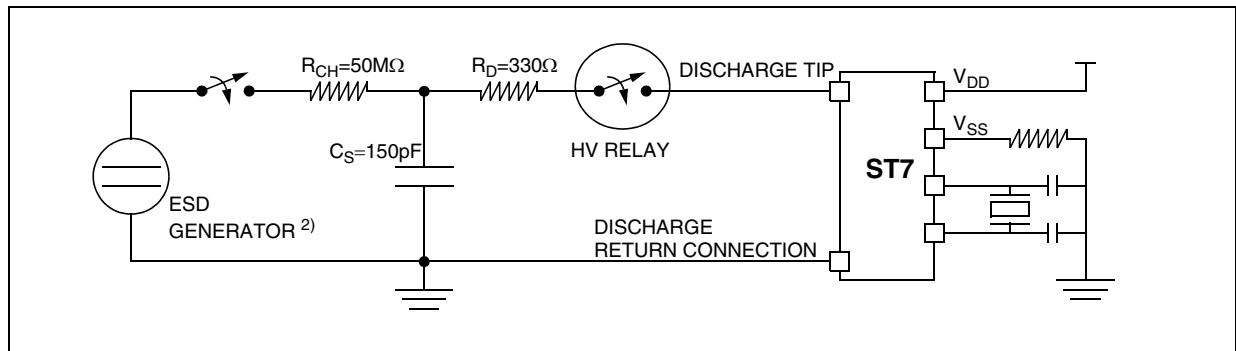 R_CH=50MΩ
R_D=330Ω
DISCHARGE TIP
V_DD
V_SS
HV RELAY
C_S=150pF
ST7
ESD
GENERATOR 2)
DISCHARGE
RETURN CONNECTION